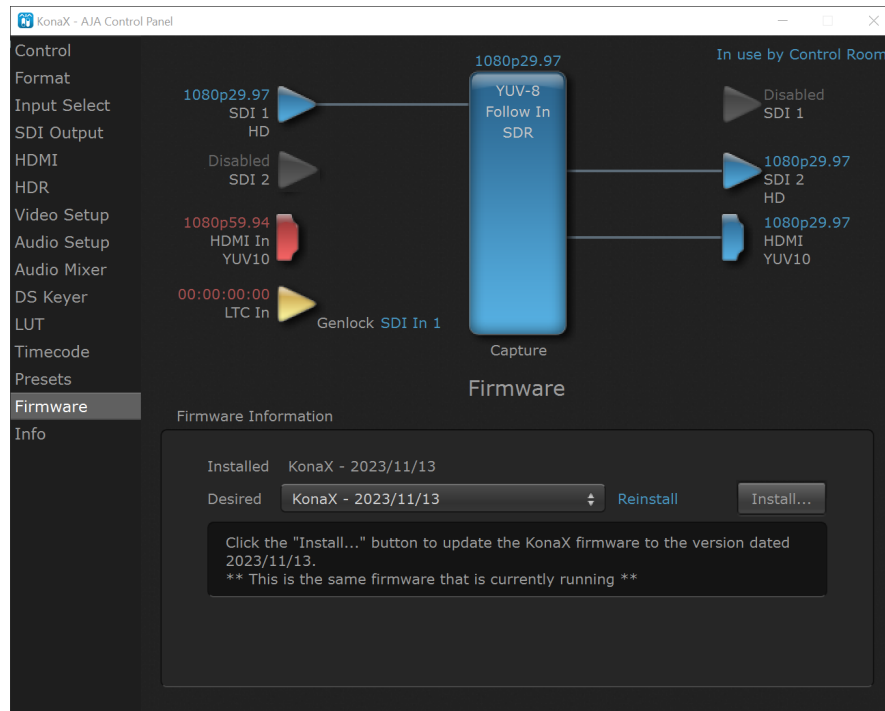 KonaX - AJA Control Panel
Control
Format
Input Select
SDI Output
HDMI
HDR
Video Setup
Audio Setup
Audio Mixer
DS Keyer
LUT
Timecode
Presets
Firmware
Info
1080p29.97
In use by Control Room
1080p29.97
SDI 1
HD
Disabled
SDI 2
1080p59.94
HDMI In
YUV10
00:00:00:00
LTC In
Genlock SDI In 1
YUV-8
Follow In
SDR
Capture
Disabled
SDI 1
1080p29.97
SDI 2
HD
1080p29.97
HDMI
YUV10
Firmware
Firmware Information
Installed KonaX - 2023/11/13
Desired KonaX - 2023/11/13 Reinstall Install...
Click the "Install..." button to update the KonaX firmware to the version dated
2023/11/13.
** This is the same firmware that is currently running **